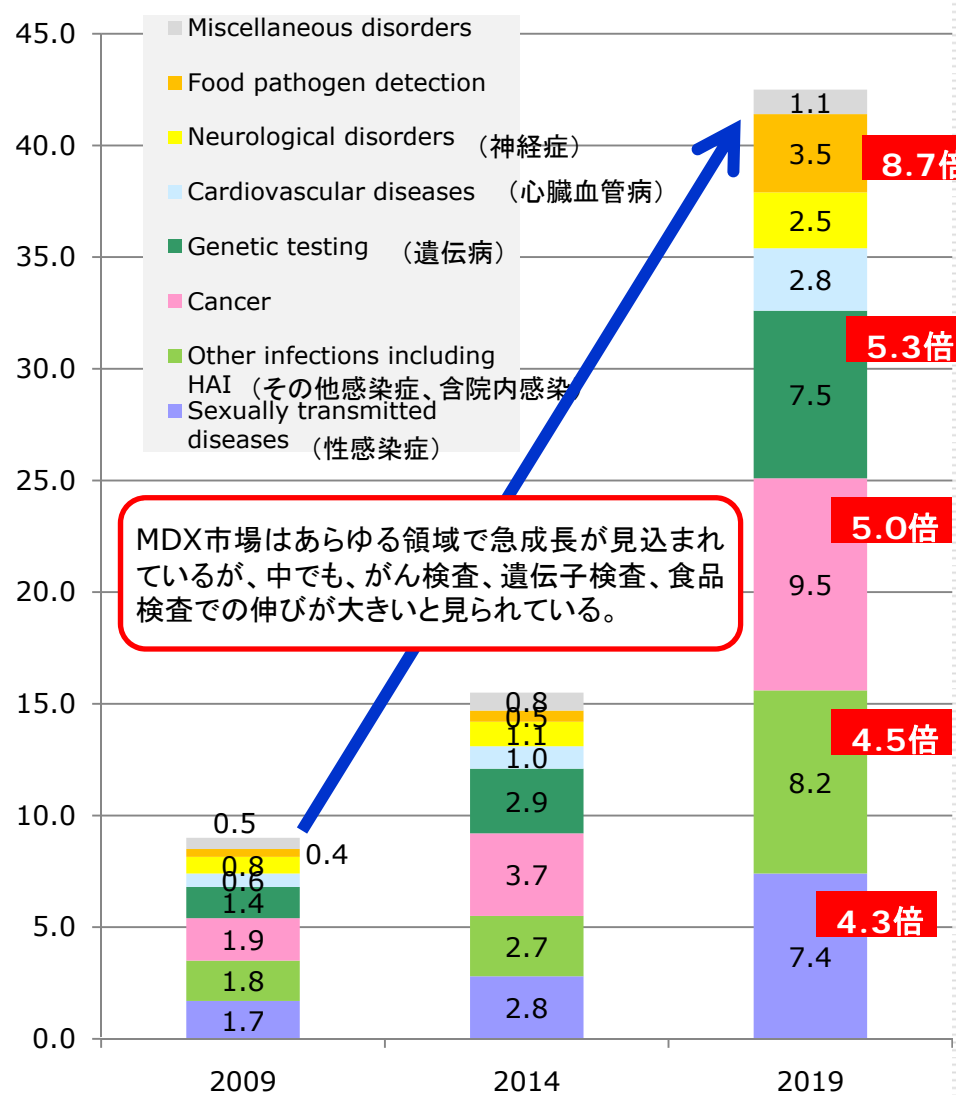 45.0
40.0
35.0
30.0
25.0
20.0
15.0
10.0
5.0
0.0
Miscellaneous disorders
Food pathogen detection
Neurological disorders （神経症）
Cardiovascular diseases （心臓血管病）
Genetic testing （遺伝病）
Cancer
Other infections including
HAI （その他感染症、含院内感染）
Sexually transmitted
diseases （性感染症）
MDX市場はあらゆる領域で急成長が見込まれ
ているが、中でも、がん検査、遺伝子検査、食品
検査での伸びが大きいと見られている。
0.5
0.4
0.8
0.6
1.4
1.9
1.8
1.7
0.8
0.5
1.1
1.0
2.9
3.7
2.7
2.8
1.1
3.5
2.5
2.8
7.5
9.5
8.2
7.4
8.7倍
5.3倍
5.0倍
4.5倍
4.3倍
2009
2014
2019